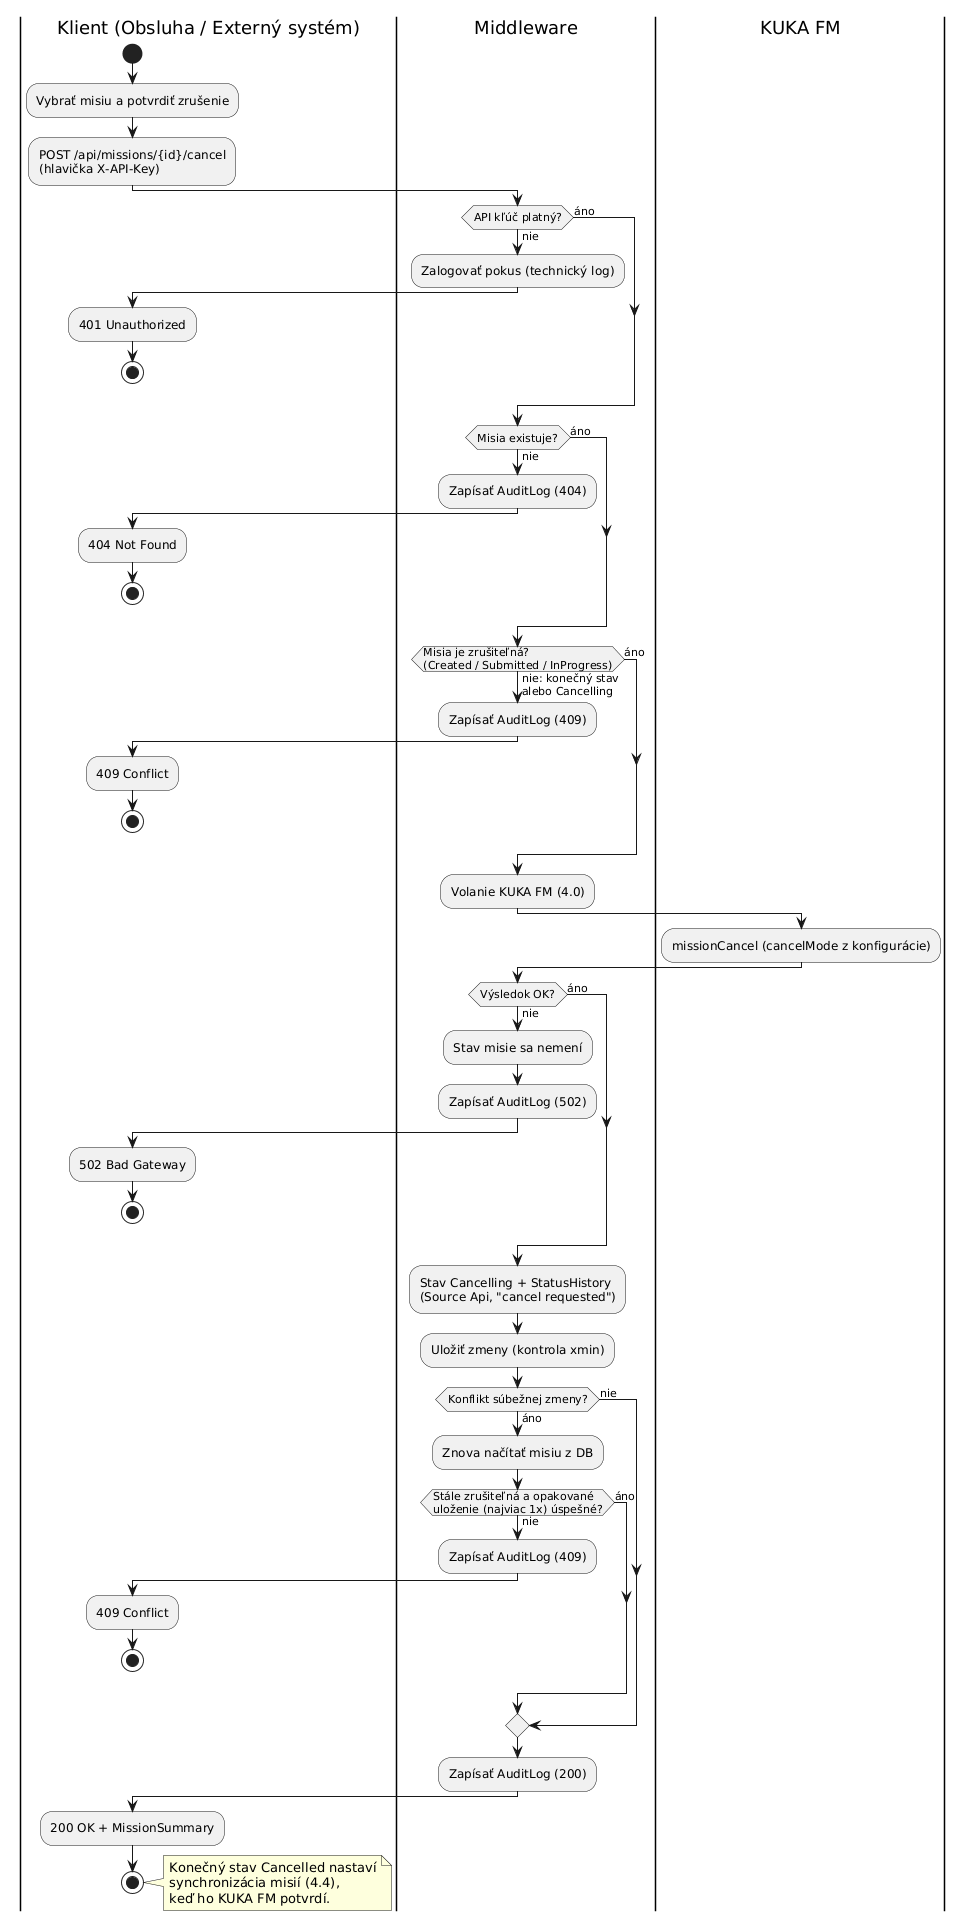 Klient (Obsluha / Externý systém)
Middleware
KUKA FM
Vybrať misiu a potvrdiť zrušenie
POST /api/missions/{id}/cancel
(hlavička X-API-Key)
API kľúč platný?
áno
nie
Zalogovať pokus (technický log)
401 Unauthorized
Misia existuje?
áno
nie
Zapísať AuditLog (404)
404 Not Found
Misia je zrušiteľná?
(Created / Submitted / InProgress)
áno
nie: konečný stav
alebo Cancelling
Zapísať AuditLog (409)
409 Conflict
Volanie KUKA FM (4.0)
missionCancel (cancelMode z konfigurácie)
Výsledok OK?
áno
nie
Stav misie sa nemení
Zapísať AuditLog (502)
502 Bad Gateway
Stav Cancelling + StatusHistory
(Source Api, "cancel requested")
Uložiť zmeny (kontrola xmin)
Konflikt súbežnej zmeny?
nie
áno
Znova načítať misiu z DB
Stále zrušiteľná a opakované
uloženie (najviac 1x) úspešné?
áno
nie
Zapísať AuditLog (409)
409 Conflict
Zapísať AuditLog (200)
200 OK + MissionSummary
Konečný stav Cancelled nastaví
synchronizácia misií (4.4),
keď ho KUKA FM potvrdí.